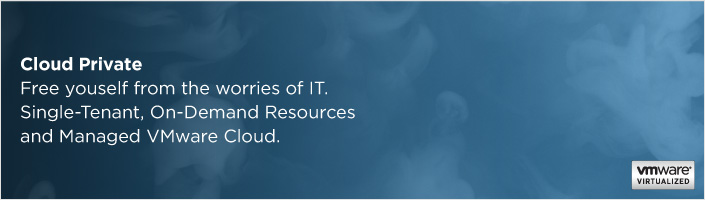 Cloud Private
Free youself from the worries of IT.
Single-Tenant, On-Demand Resources
and Managed VMware Cloud.
vmware®
VIRTUALIZED